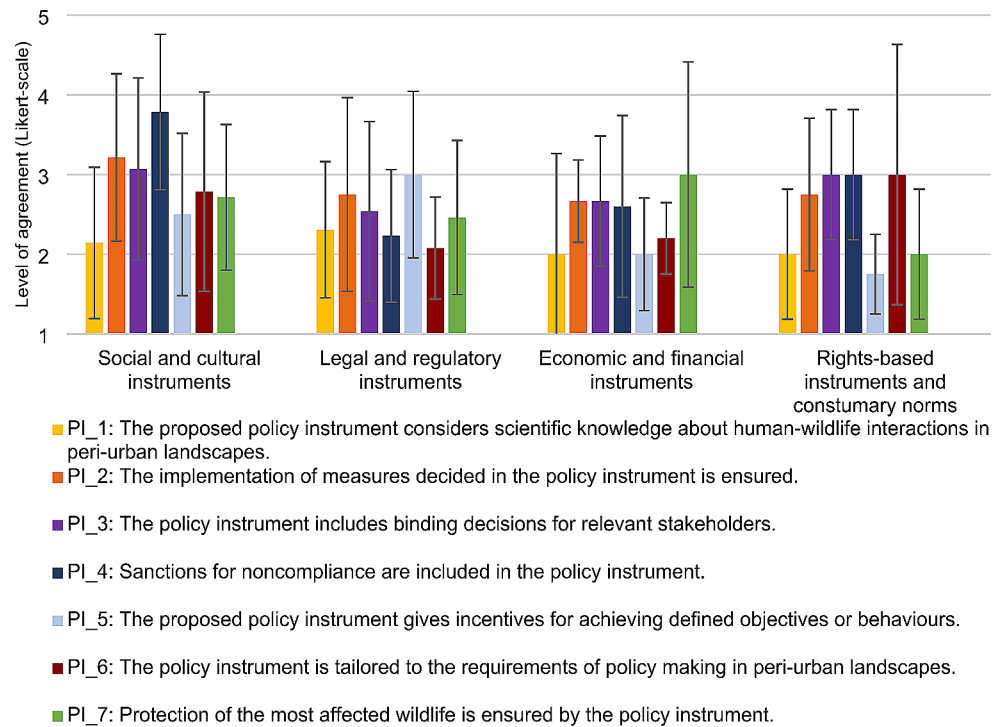 5
4
3
2
1
Level of agreement (Likert-scale)
Social and cultural
instruments
Legal and regulatory
instruments
Economic and financial
instruments
Rights-based
instruments and
constumary norms
PI_1: The proposed policy instrument considers scientific knowledge about human-wildlife interactions in
peri-urban landscapes.
PI_2: The implementation of measures decided in the policy instrument is ensured.
PI_3: The policy instrument includes binding decisions for relevant stakeholders.
PI_4: Sanctions for noncompliance are included in the policy instrument.
PI_5: The proposed policy instrument gives incentives for achieving defined objectives or behaviours.
PI_6: The policy instrument is tailored to the requirements of policy making in peri-urban landscapes.
PI_7: Protection of the most affected wildlife is ensured by the policy instrument.